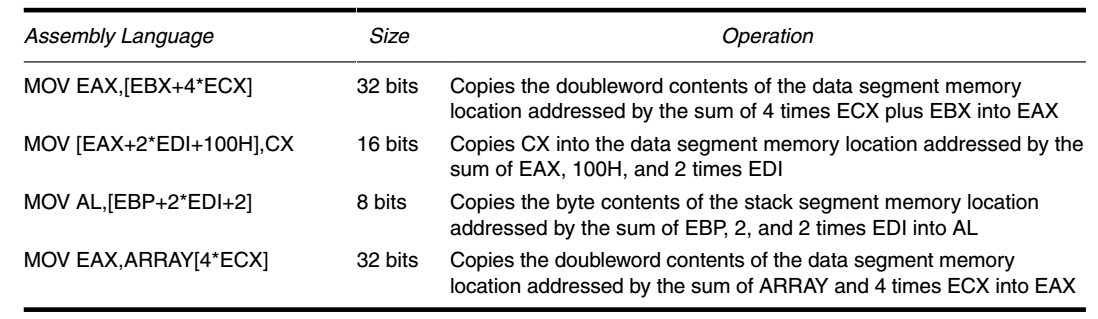 Assembly Language Size Operation
MOV EAX,[EBX+4*ECX] 32 bits Copies the doubleword contents of the data segment memory
location addressed by the sum of 4 times ECX plus EBX into EAX
MOV [EAX+2*EDI+100H],CX 16 bits Copies CX into the data segment memory location addressed by the
sum of EAX, 100H, and 2 times EDI
MOV AL,[EBP+2*EDI+2] 8 bits Copies the byte contents of the stack segment memory location
addressed by the sum of EBP, 2, and 2 times EDI into AL
MOV EAX,ARRAY[4*ECX] 32 bits Copies the doubleword contents of the data segment memory
location addressed by the sum of ARRAY and 4 times ECX into EAX